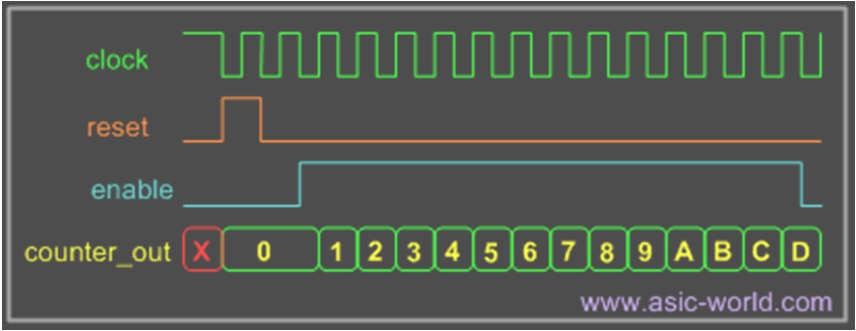 clock
reset
enable
counter_out X 0 1 2 3 4 5 6 7 8 9 A B C D
www.asic-world.com